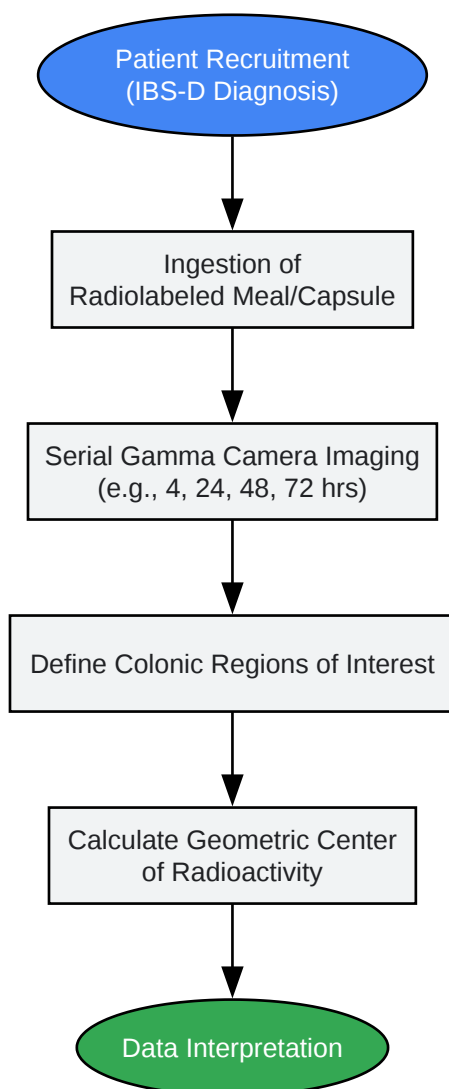 Patient Recruitment
(IBS-D Diagnosis)
Ingestion of
Radiolabeled Meal/Capsule
Serial Gamma Camera Imaging
(e.g., 4, 24, 48, 72 hrs)
Define Colonic Regions of Interest
Calculate Geometric Center
of Radioactivity
Data Interpretation